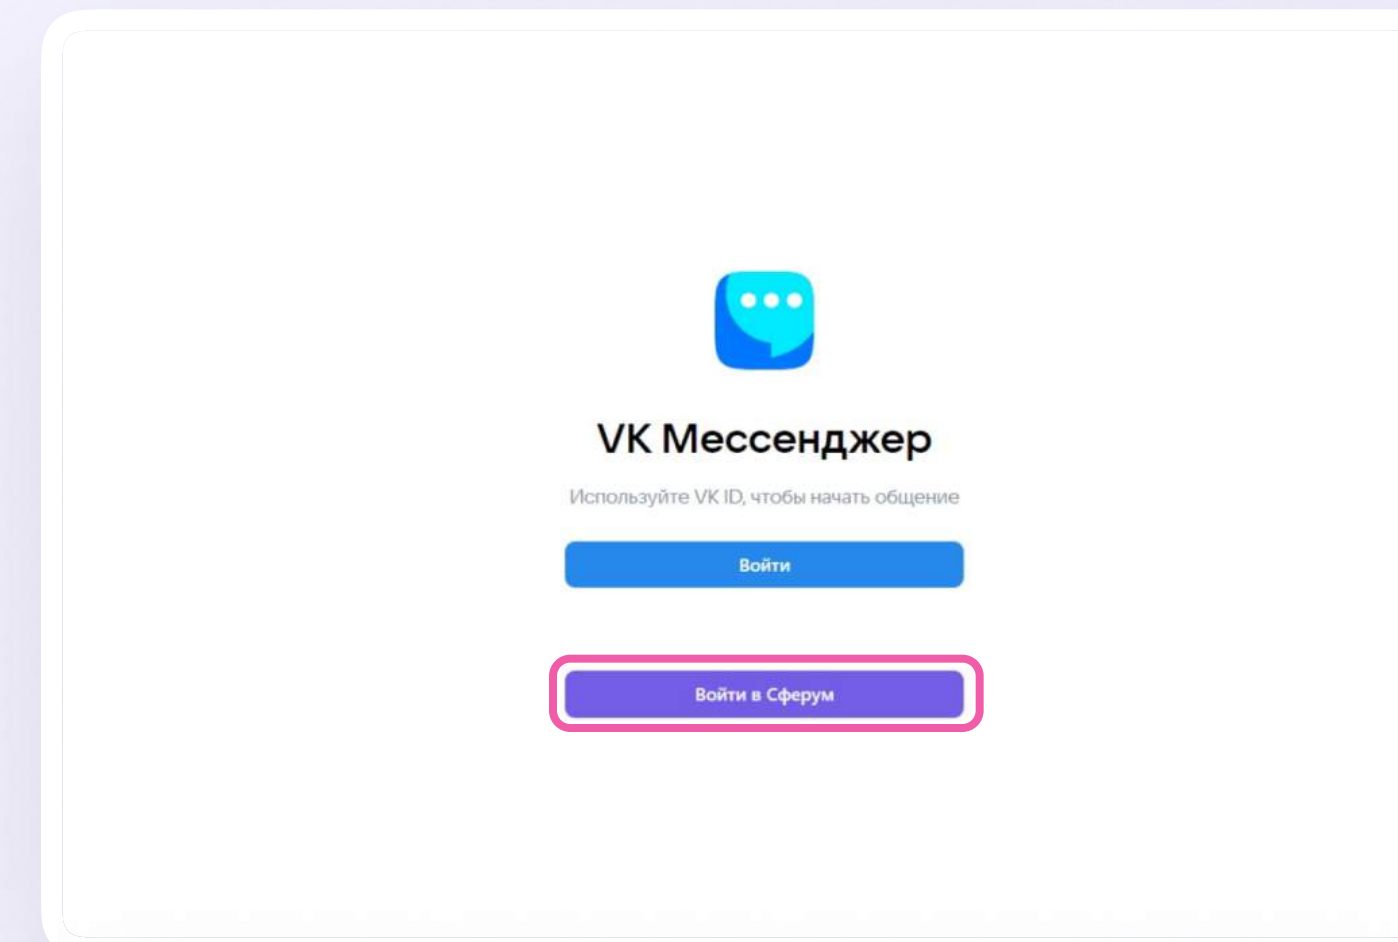 VK Мессенджер
Используйте VK ID, чтобы начать общение
Войти
Войти в Сферум